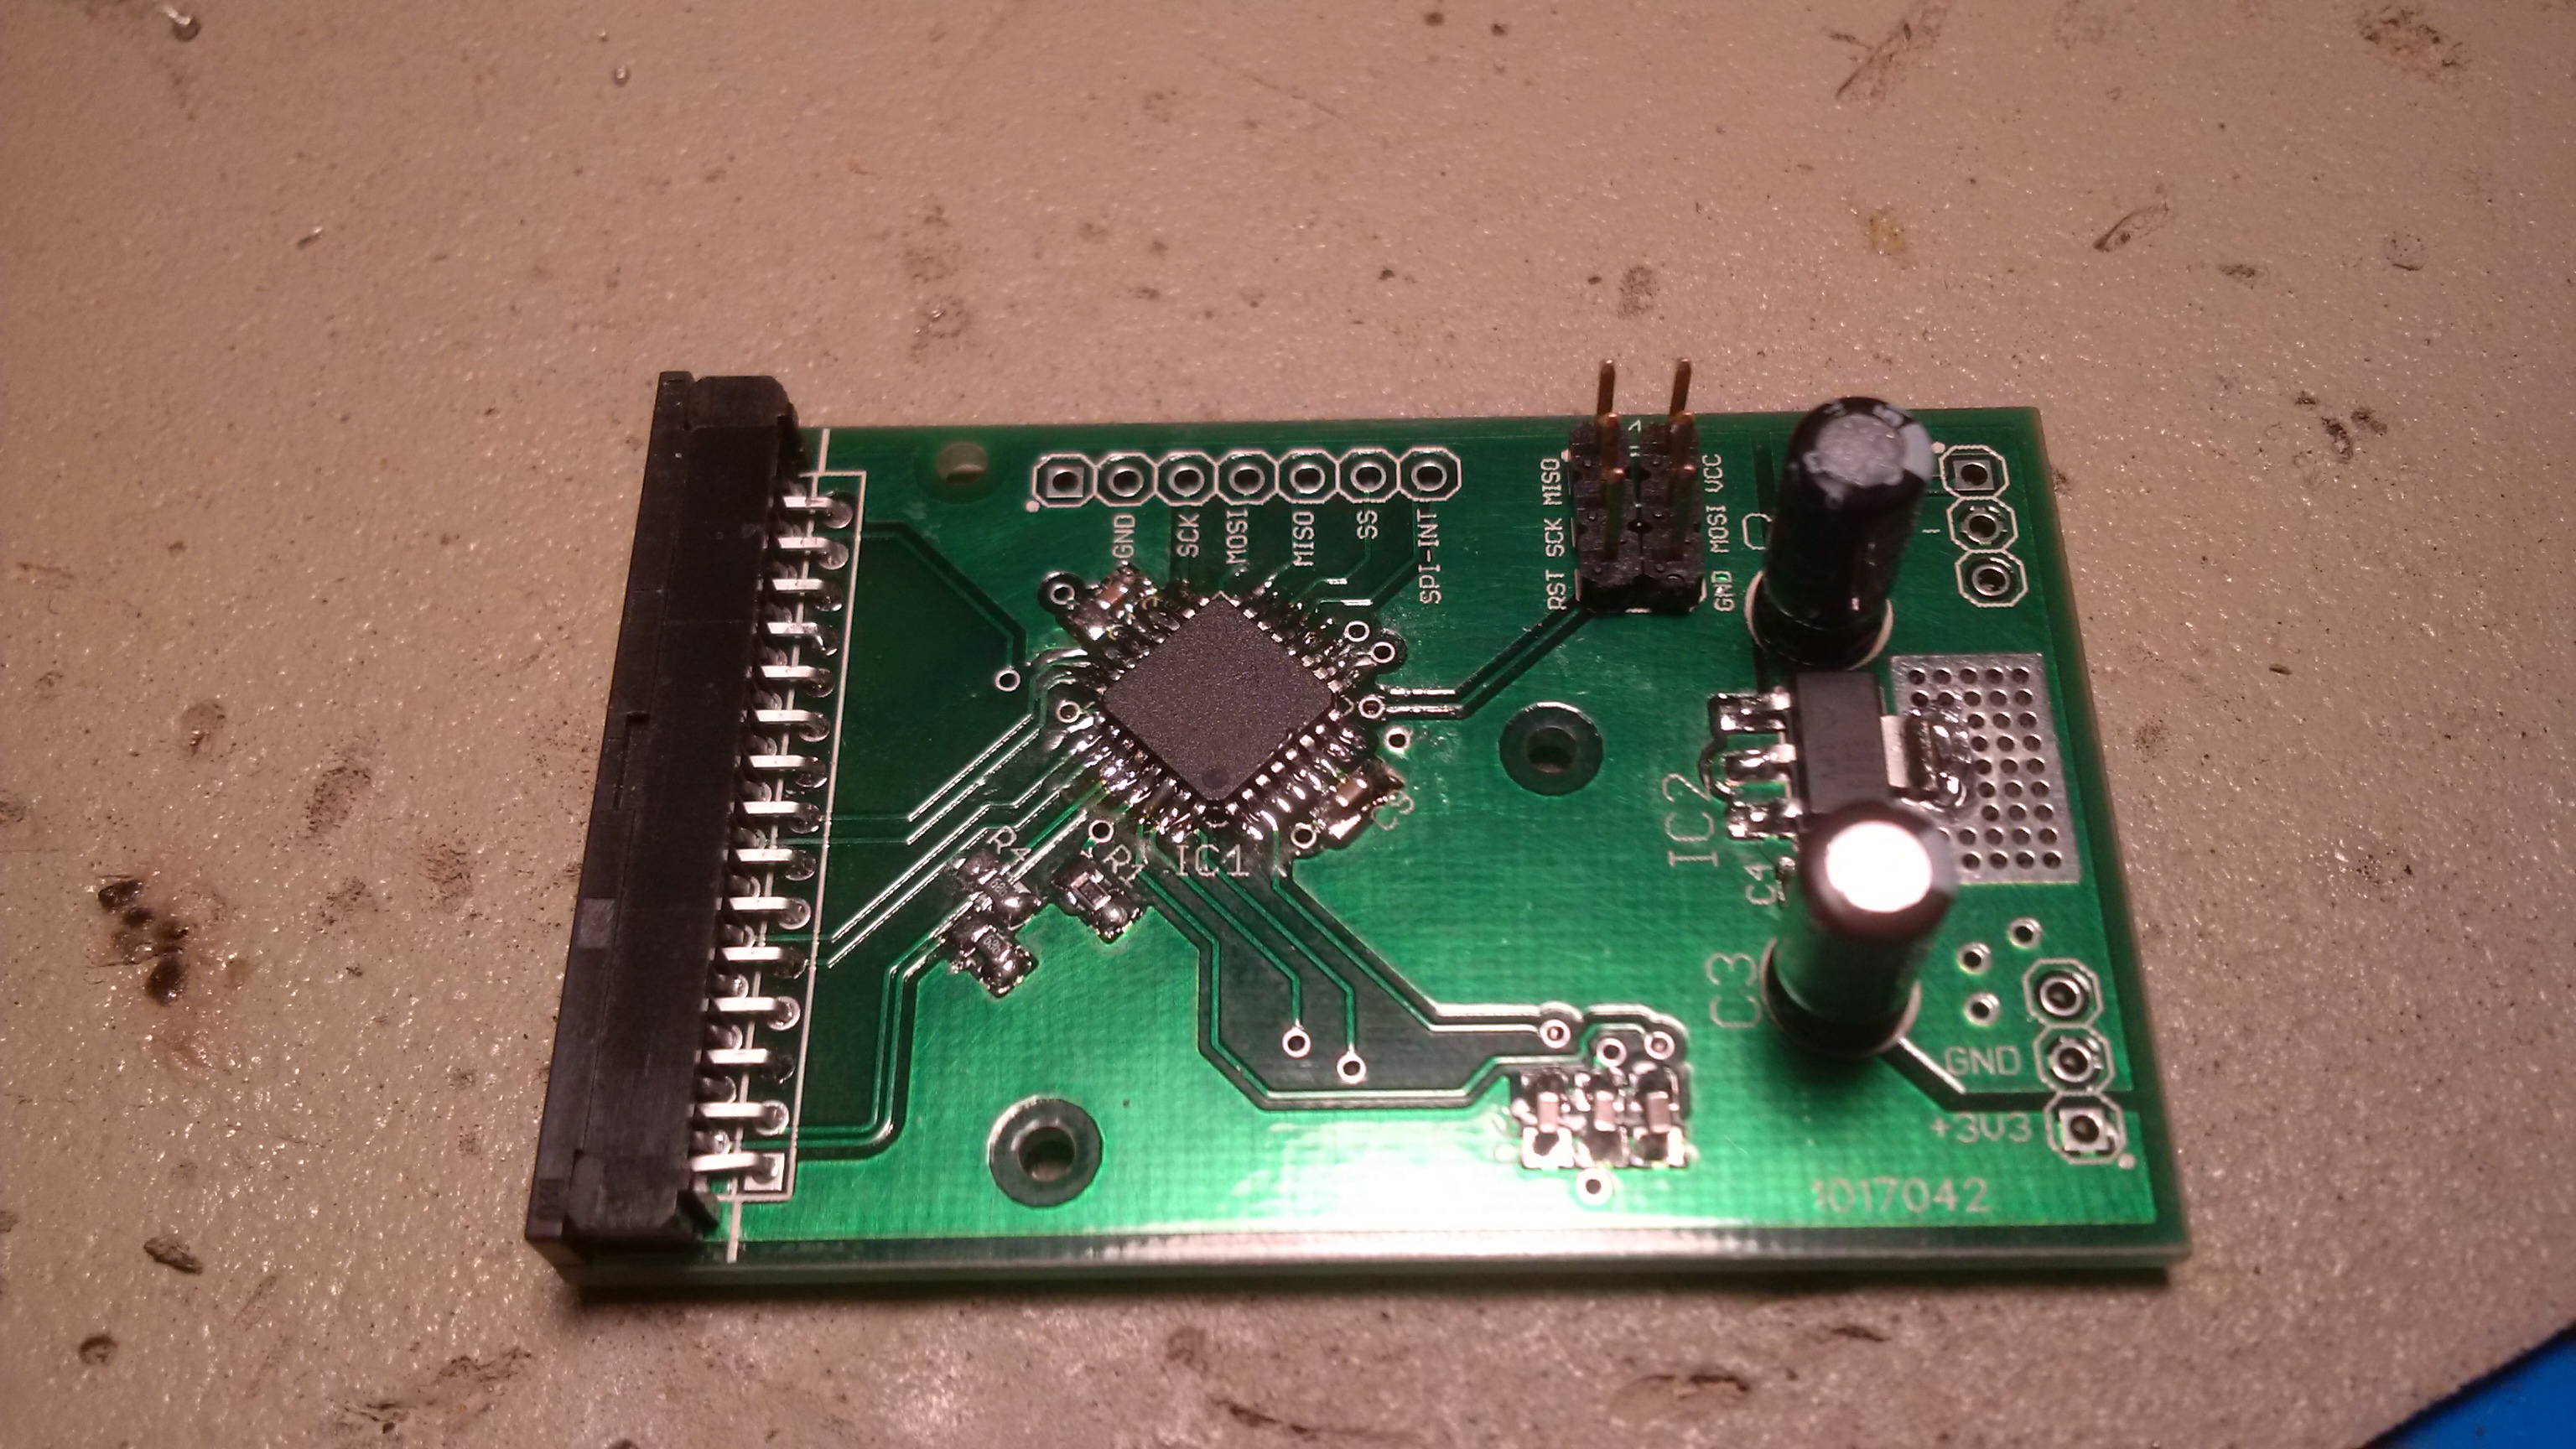 GND
SCK
MOSI
MISO
SS
SPI-INT
RST SCK MISO
GND MOSI VCC
R4
R1
IC1
C9
IC2
C4
C3
GND
+3V3
1017042